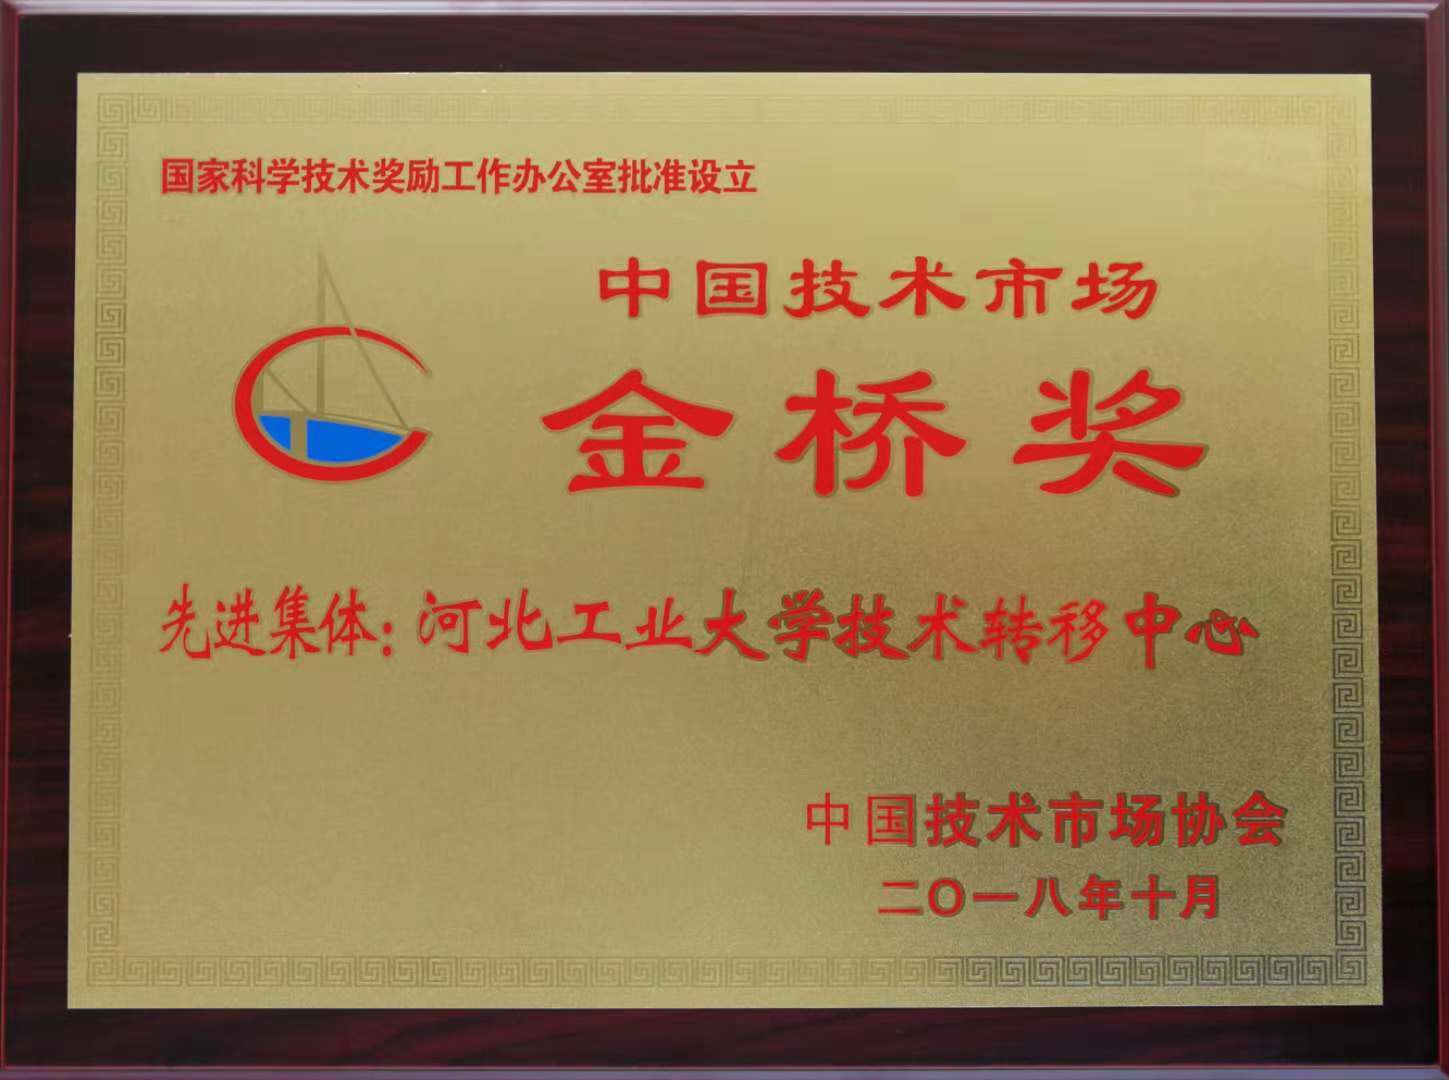 国家科学技术奖励工作办公室批准设立
中国技术市场
金桥奖
先进集体：河北工业大学技术转移中心
中国技术市场协会
二〇一八年十月